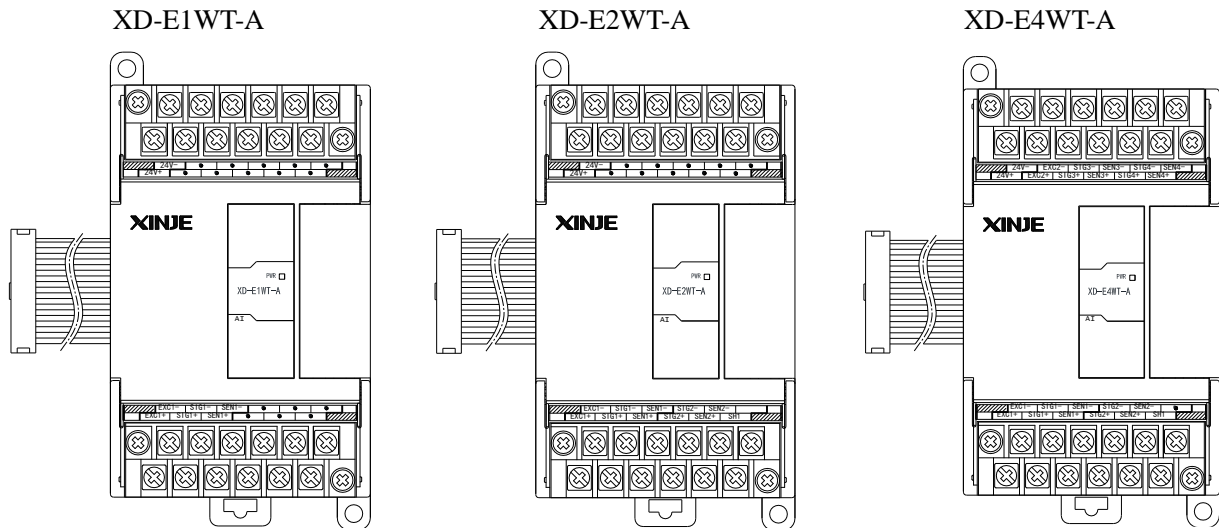 XD-E1WT-A XD-E2WT-A XD-E4WT-A
24V-
24V+
24V-
24V+
24V- EXC2- STG3- SEN3- STG4- SEN4-
24V+ EXC2+ STG3+ SEN3+ STG4+ SEN4+
XINJE XINJE XINJE
PWR PWR PWR
XD-E1WT-A XD-E2WT-A XD-E4WT-A
AI AI AI
EXC1- STG1- SEN1-
EXC1+ STG1+ SEN1+
EXC1- STG1- SEN1- STG2- SEN2-
EXC1+ STG1+ SEN1+ STG2+ SEN2+ SH1
EXC1- STG1- SEN1- STG2- SEN2-
EXC1+ STG1+ SEN1+ STG2+ SEN2+ SH1